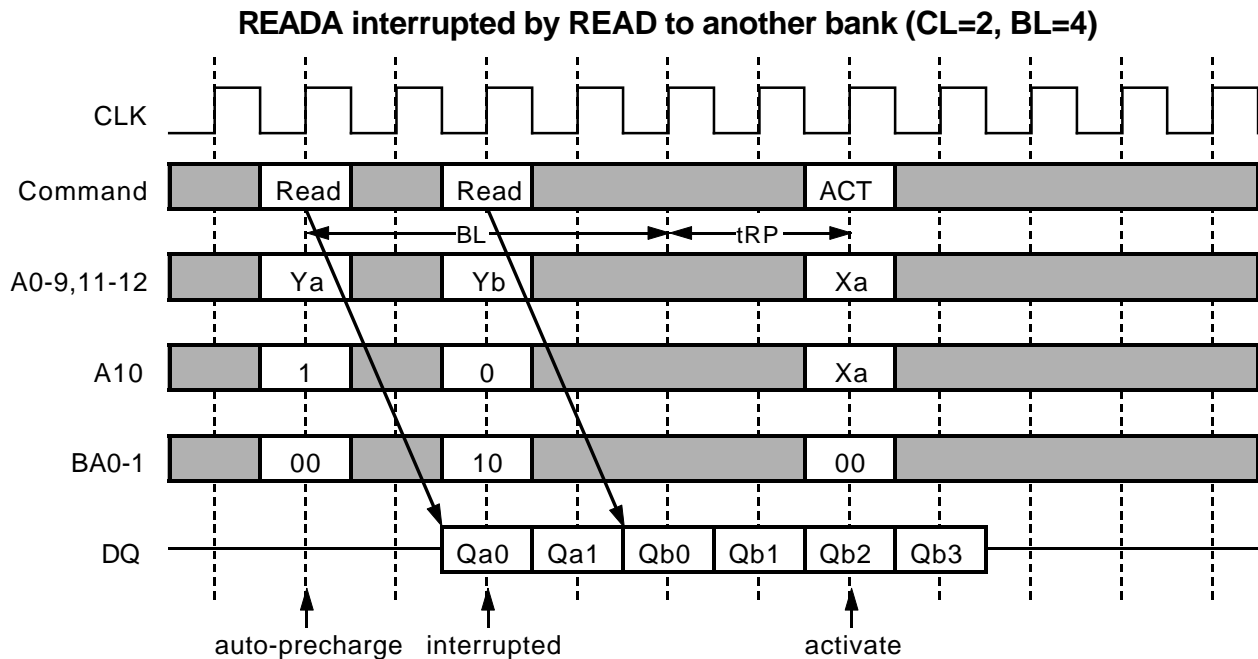 READA interrupted by READ to another bank (CL=2, BL=4)
CLK
Command Read Read ACT
BL tRP
A0-9,11-12 Ya Yb Xa
A10 1 0 Xa
BA0-1 00 10 00
DQ Qa0 Qa1 Qb0 Qb1 Qb2 Qb3
auto-precharge interrupted activate